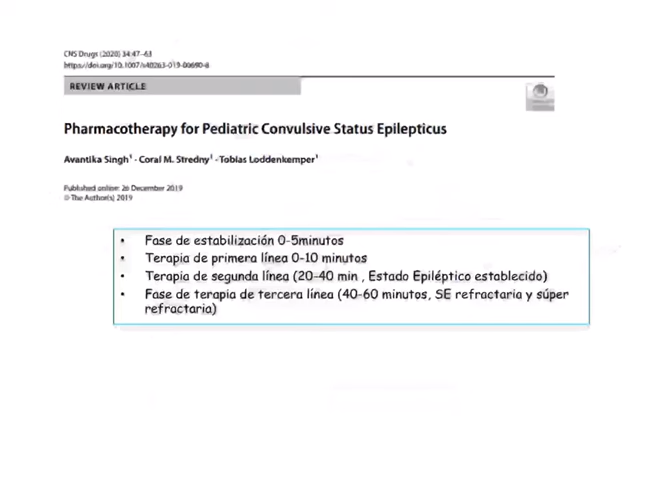 CNS Drugs (2020) 34:47–63
https://doi.org/10.1007/s40263-019-00690-8
REVIEW ARTICLE
Pharmacotherapy for Pediatric Convulsive Status Epilepticus
Avantika Singh¹ · Coral M. Stredny¹ · Tobias Loddenkemper¹
Published online: 26 December 2019
© The Author(s) 2019
• Fase de estabilización 0-5minutos
• Terapia de primera línea 0-10 minutos
• Terapia de segunda línea (20-40 min , Estado Epiléptico establecido)
• Fase de terapia de tercera línea (40-60 minutos, SE refractaria y súper
refractaria)